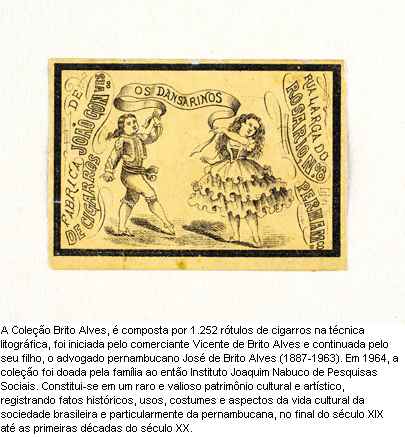 OS DANSARINOS
FABRICA DE
DE CIGARROS
JOÃO
RUA LARGA DO
ROSARIO, N.
PERNAM.co
A Coleção Brito Alves, é composta por 1.252 rótulos de cigarros na técnica
litográfica, foi iniciada pelo comerciante Vicente de Brito Alves e continuada pelo
seu filho, o advogado pernambucano José de Brito Alves (1887-1963). Em 1964, a
coleção foi doada pela família ao então Instituto Joaquim Nabuco de Pesquisas
Sociais. Constitui-se em um raro e valioso patrimônio cultural e artístico,
registrando fatos históricos, usos, costumes e aspectos da vida cultural da
sociedade brasileira e particularmente da pernambucana, no final do século XIX
até as primeiras décadas do século XX.